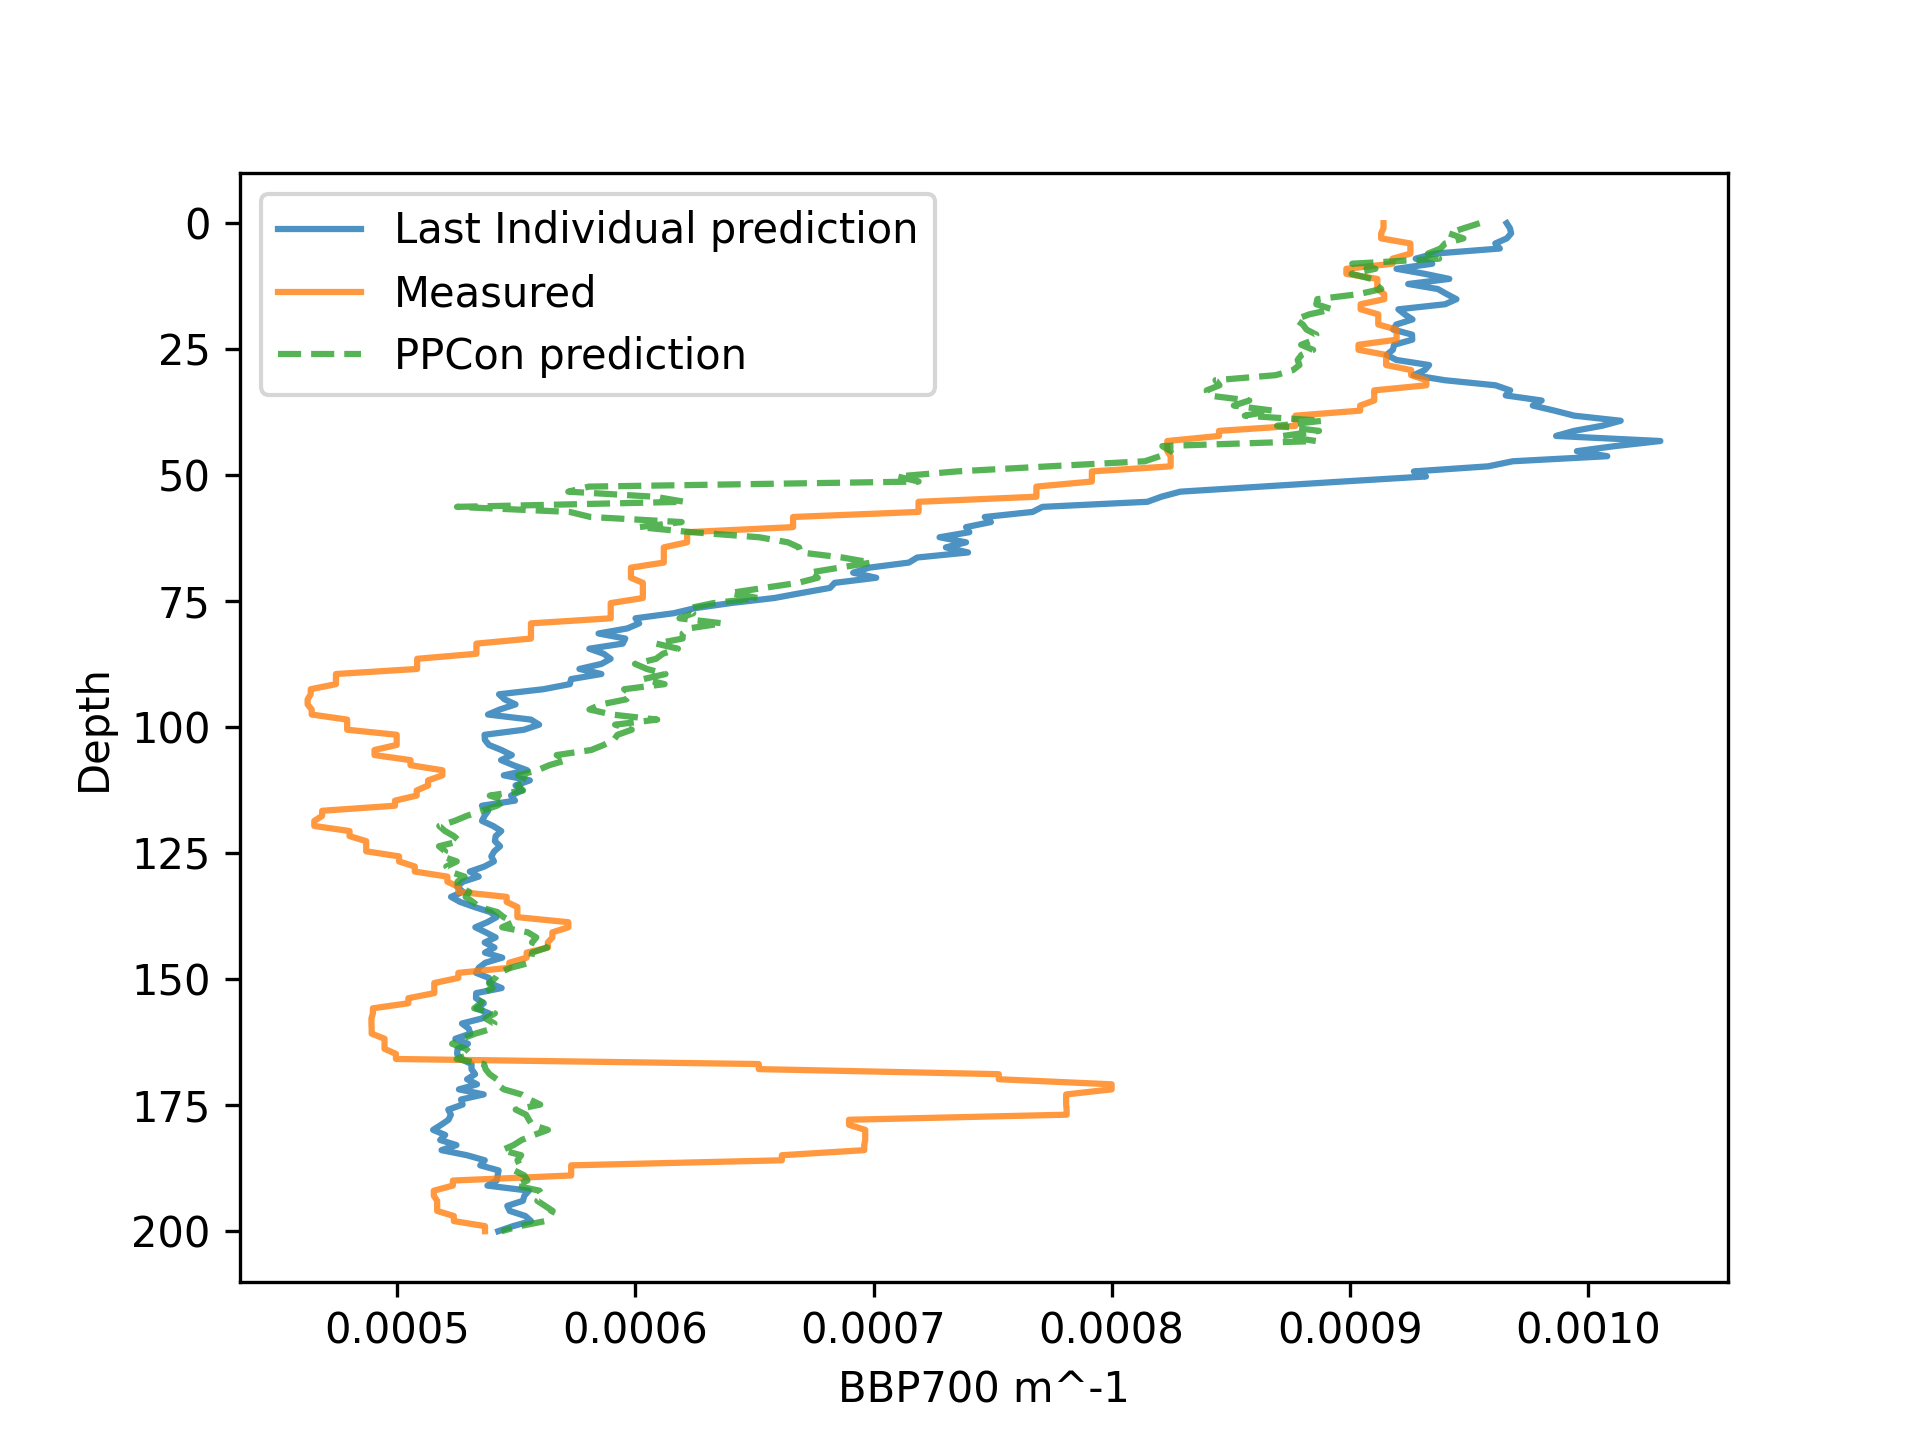 Last Individual prediction
Measured
PPCon prediction
0
25
50
75
100
125
150
175
200
Depth
0.0005 0.0006 0.0007 0.0008 0.0009 0.0010
BBP700 m^-1